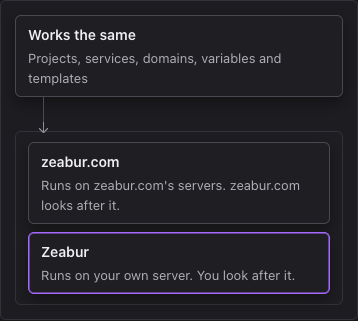 Works the same
Projects, services, domains, variables and
templates
zeabur.com
Runs on zeabur.com's servers. zeabur.com
looks after it.
Zeabur
Runs on your own server. You look after it.